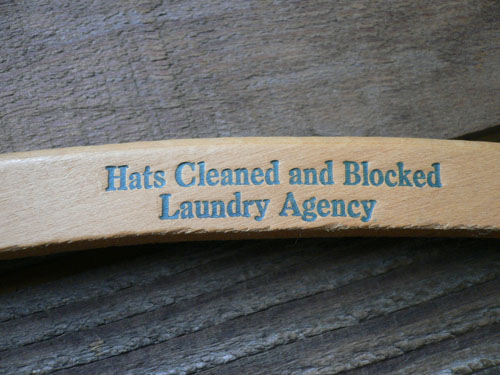 Hats Cleaned and Blocked
Laundry Agency